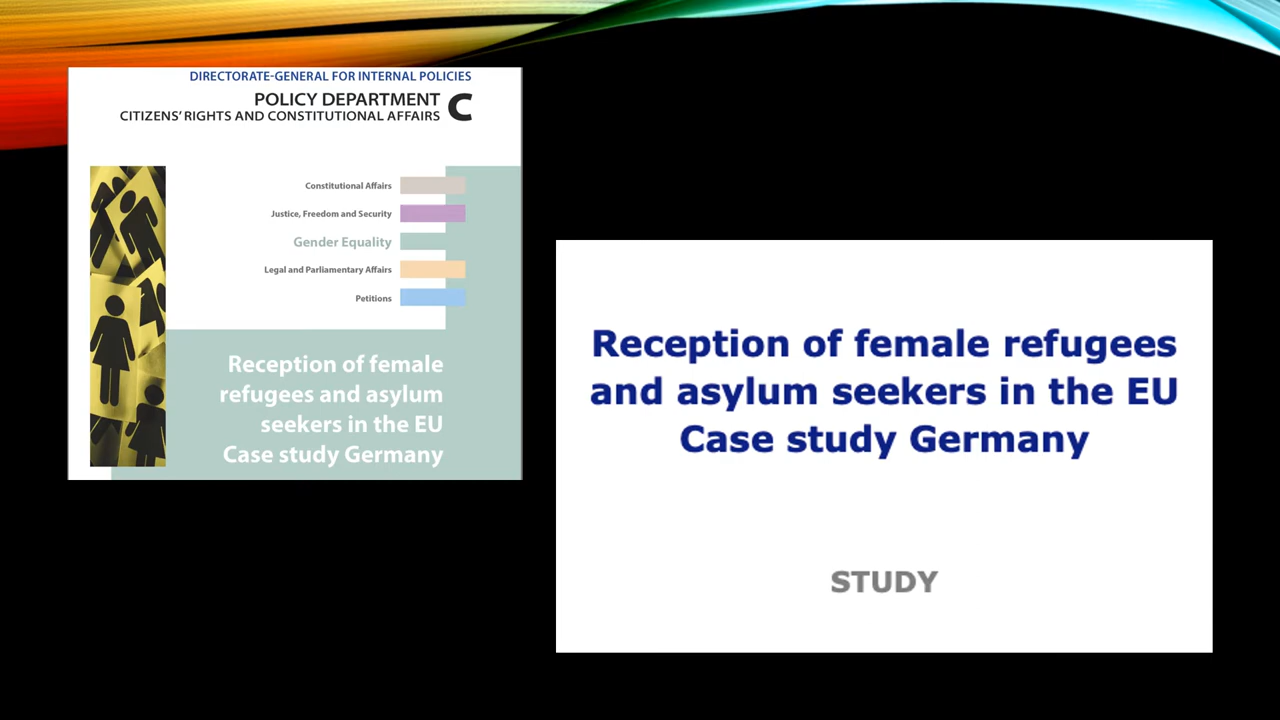 DIRECTORATE-GENERAL FOR INTERNAL POLICIES
POLICY DEPARTMENT C
CITIZENS' RIGHTS AND CONSTITUTIONAL AFFAIRS
Constitutional Affairs
Justice, Freedom and Security
Gender Equality
Legal and Parliamentary Affairs
Petitions
Reception of female
refugees and asylum
seekers in the EU
Case study Germany
Reception of female refugees
and asylum seekers in the EU
Case study Germany
STUDY